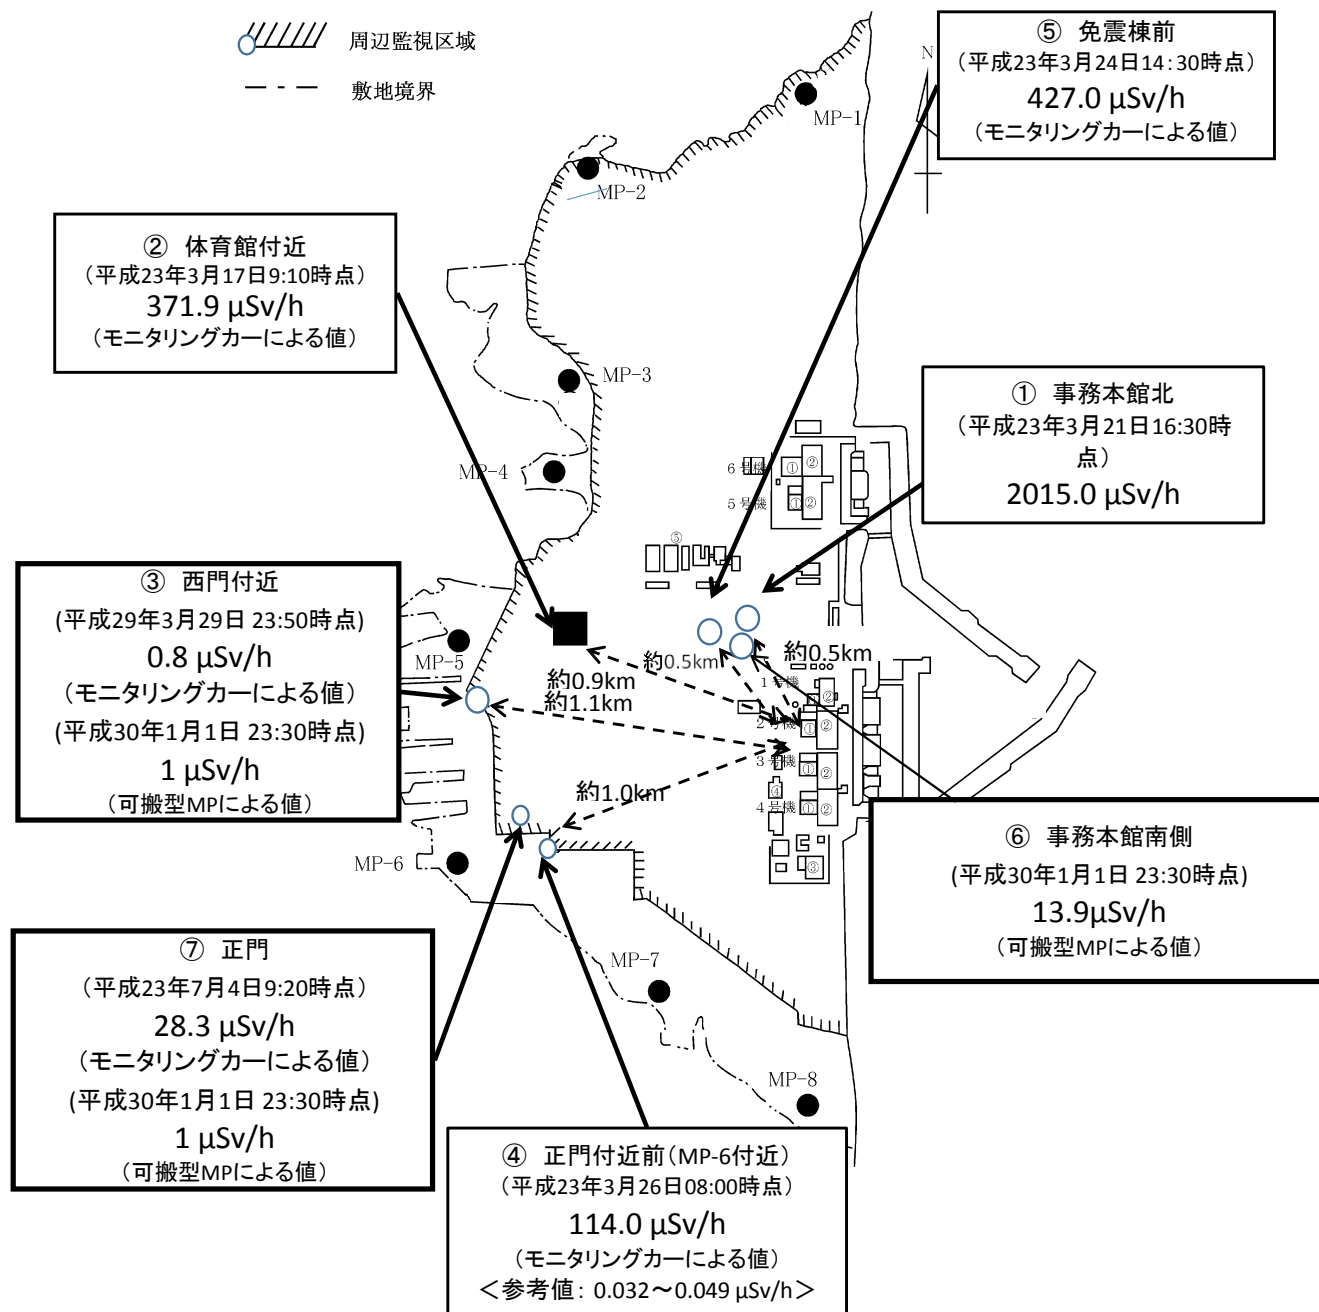 周辺監視区域
敷地境界
⑤ 免震棟前
（平成23年3月24日14:30時点）
427.0 µSv/h
（モニタリングカーによる値）
N
MP-1
MP-2
② 体育館付近
（平成23年3月17日9:10時点）
371.9 µSv/h
（モニタリングカーによる値）
MP-3
① 事務本館北
（平成23年3月21日16:30時
点）
2015.0 µSv/h
MP-4
6号機
①
②
5号機
①
②
⑤
③ 西門付近
(平成29年3月29日 23:50時点)
0.8 µSv/h
（モニタリングカーによる値）
(平成30年1月1日 23:30時点)
1 µSv/h
（可搬型MPによる値）
MP-5
約0.5km
約0.5km
約0.9km
約1.1km
1号機
②
2号機
①
②
3号機
①
②
約1.0km
④
4号機
①
②
③
MP-6
⑥ 事務本館南側
(平成30年1月1日 23:30時点)
13.9µSv/h
（可搬型MPによる値）
⑦ 正門
（平成23年7月4日9:20時点）
28.3 µSv/h
（モニタリングカーによる値）
(平成30年1月1日 23:30時点)
1 µSv/h
（可搬型MPによる値）
MP-7
MP-8
④ 正門付近前（MP-6付近）
（平成23年3月26日08:00時点）
114.0 µSv/h
（モニタリングカーによる値）
＜参考値：0.032～0.049 µSv/h＞